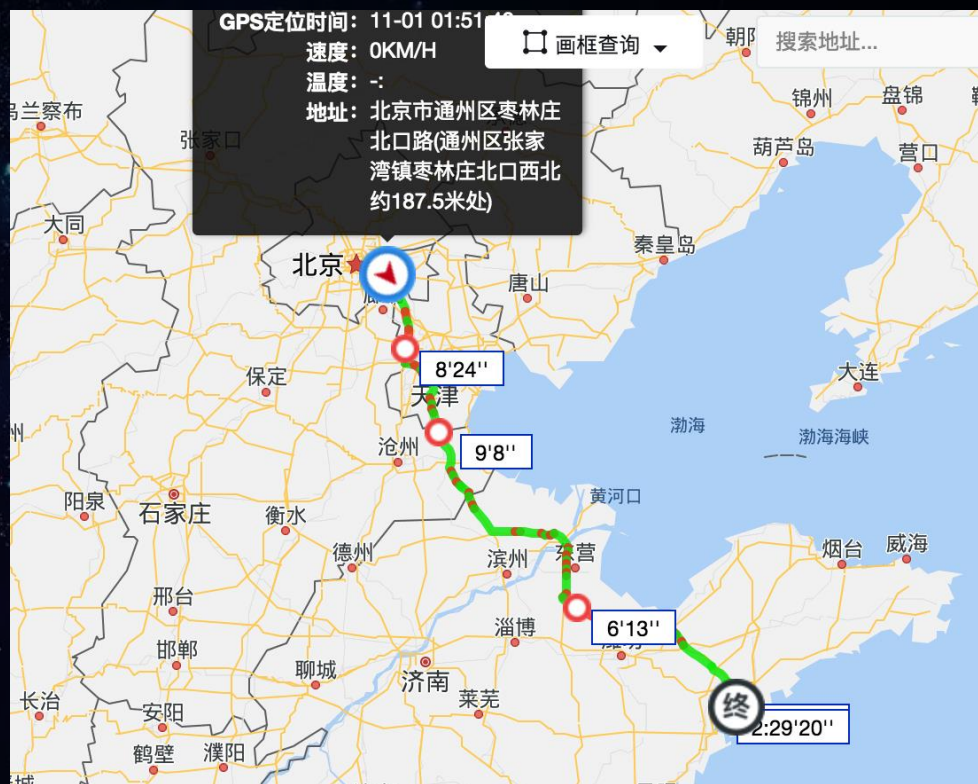 GPS定位时间：11-01 01:51
画框查询
搜索地址...
速度：0KM/H
温度：-:
地址：北京市通州区枣林庄
北口路(通州区张家
湾镇枣林庄北口西北
约187.5米处)
张家口
锦州
盘锦
葫芦岛
营口
大同
秦皇岛
北京
唐山
8'24''
保定
天津
大连
渤海
渤海海峡
沧州
9'8''
黄河口
阳泉
石家庄
衡水
德州
滨州
东营
烟台
威海
邢台
淄博
6'13''
邯郸
聊城
济南
莱芜
长治
安阳
终
2:29'20''
鹤壁
濮阳